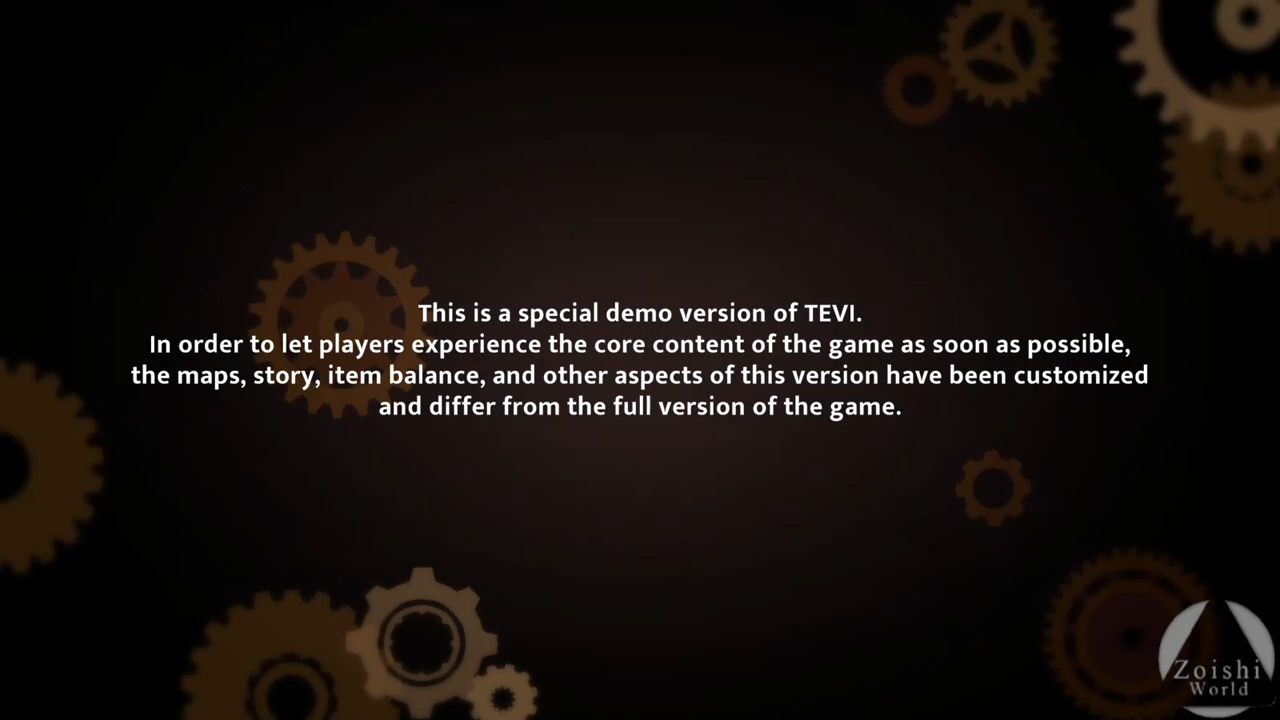 This is a special demo version of TEVI.
In order to let players experience the core content of the game as soon as possible,
the maps, story, item balance, and other aspects of this version have been customized
and differ from the full version of the game.
Zoishi
World